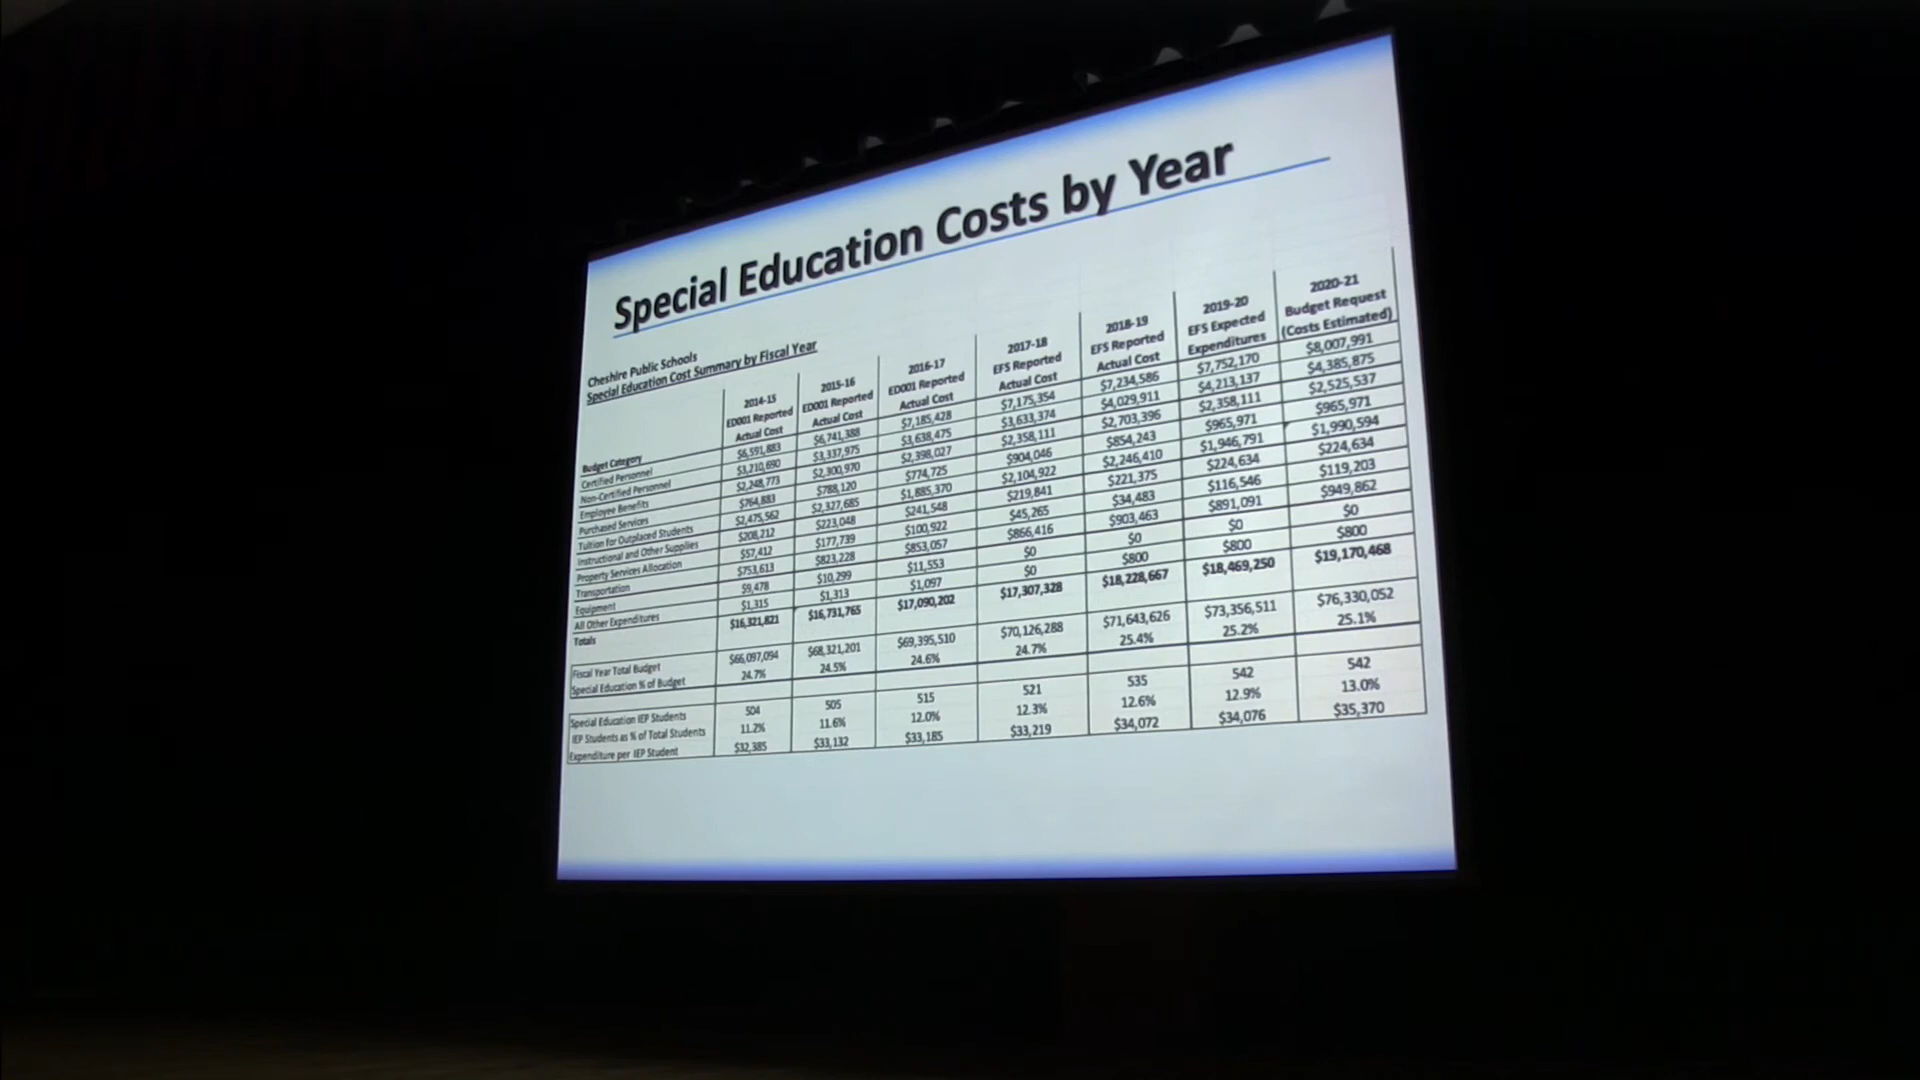 Special Education Costs by Year
Cheshire Public Schools
Special Education Cost Summary by Fiscal Year
2014-15 2015-16 2016-17 2017-18 2018-19 2019-20 2020-21
ED001 Reported ED001 Reported ED001 Reported EFS Reported EFS Reported EFS Expected Budget Request
Budget Category Actual Cost Actual Cost Actual Cost Actual Cost Actual Cost Expenditures (Costs Estimated)
Certified Personnel $6,591,883 $6,741,388 $7,185,428 $7,175,354 $7,234,586 $7,752,170 $8,007,991
Non-Certified Personnel $3,210,690 $3,337,975 $3,638,475 $3,633,374 $4,029,911 $4,213,137 $4,385,875
Employee Benefits $2,248,773 $2,300,970 $2,398,027 $2,358,111 $2,703,396 $2,358,111 $2,525,537
Purchased Services $764,883 $788,120 $774,725 $904,046 $854,243 $965,971 $965,971
Tuition for Outplaced Students $2,475,562 $2,327,685 $1,885,370 $2,104,922 $2,246,410 $1,946,791 $1,990,594
Instructional and Other Supplies $208,212 $223,048 $241,548 $219,841 $221,375 $224,634 $224,634
Property Services Allocation $57,412 $177,739 $100,922 $45,265 $34,483 $116,546 $119,203
Transportation $753,613 $823,228 $853,057 $866,416 $903,463 $891,091 $949,862
Equipment $9,478 $10,299 $11,553 $0 $0 $0 $0
All Other Expenditures $1,315 $1,313 $1,097 $0 $800 $800 $800
Totals $16,321,821 $16,731,765 $17,090,202 $17,307,328 $18,228,667 $18,469,250 $19,170,468
Fiscal Year Total Budget $66,097,094 $68,321,201 $69,395,510 $70,126,288 $71,643,626 $73,356,511 $76,330,052
Special Education % of Budget 24.7% 24.5% 24.6% 24.7% 25.4% 25.2% 25.1%
Special Education IEP Students 504 505 515 521 535 542 542
IEP Students as % of Total Students 11.2% 11.6% 12.0% 12.3% 12.6% 12.9% 13.0%
Expenditure per IEP Student $32,385 $33,132 $33,185 $33,219 $34,072 $34,076 $35,370